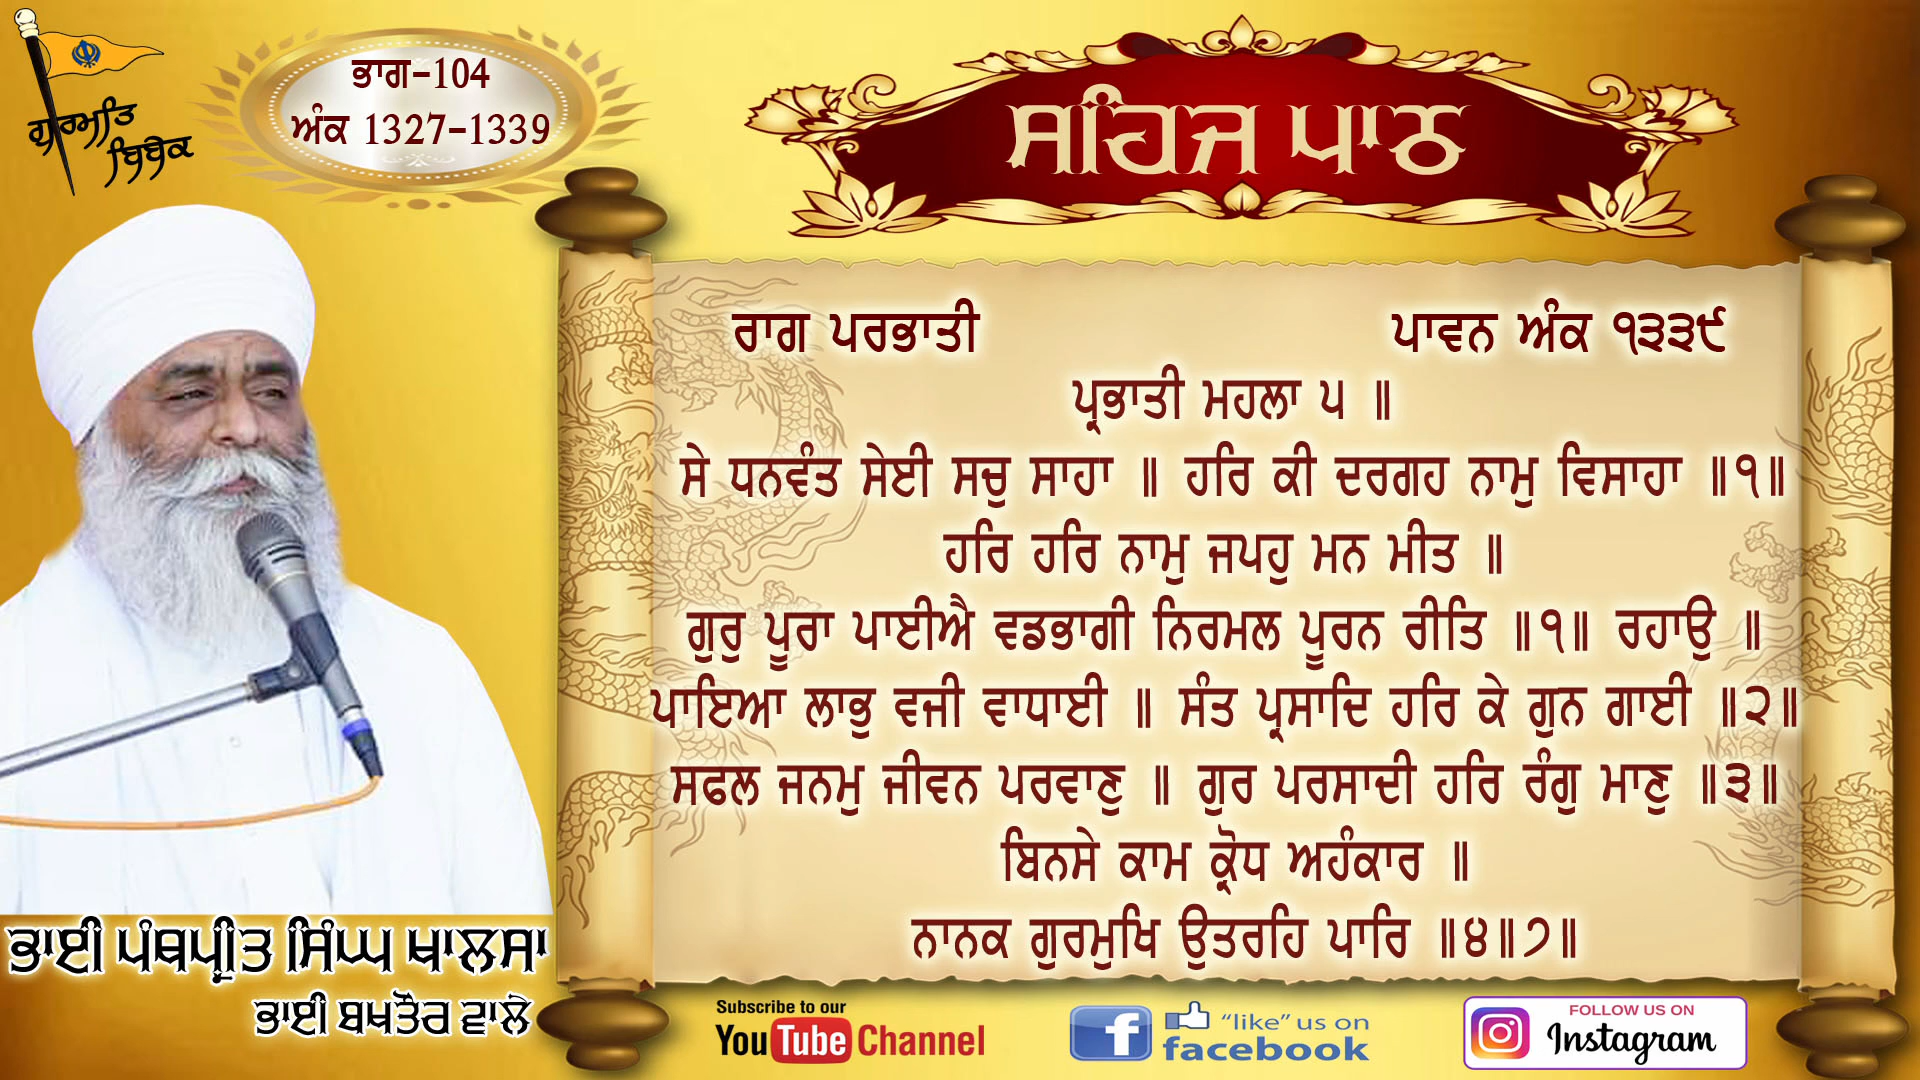 ਗੁਰਮਤਿ
ਬਿਬੇਕ
ਭਾਗ-104
ਅੰਕ 1327-1339
ਸਹਿਜ ਪਾਠ
ਰਾਗ ਪਰਭਾਤੀ ਪਾਵਨ ਅੰਕ ੧੩੩੯
ਪ੍ਰਭਾਤੀ ਮਹਲਾ ੫ ॥
ਸੇ ਧਨਵੰਤ ਸੇਈ ਸਚੁ ਸਾਹਾ ॥ ਹਰਿ ਕੀ ਦਰਗਹ ਨਾਮੁ ਵਿਸਾਹਾ ॥੧॥
ਹਰਿ ਹਰਿ ਨਾਮੁ ਜਪਹੁ ਮਨ ਮੀਤ ॥
ਗੁਰੁ ਪੂਰਾ ਪਾਈਐ ਵਡਭਾਗੀ ਨਿਰਮਲ ਪੂਰਨ ਰੀਤਿ ॥੧॥ ਰਹਾਉ ॥
ਪਾਇਆ ਲਾਭੁ ਵਜੀ ਵਾਧਾਈ ॥ ਸੰਤ ਪ੍ਰਸਾਦਿ ਹਰਿ ਕੇ ਗੁਨ ਗਾਈ ॥੨॥
ਸਫਲ ਜਨਮੁ ਜੀਵਨ ਪਰਵਾਣੁ ॥ ਗੁਰ ਪਰਸਾਦੀ ਹਰਿ ਰੰਗੁ ਮਾਣੁ ॥੩॥
ਬਿਨਸੇ ਕਾਮ ਕ੍ਰੋਧ ਅਹੰਕਾਰ ॥
ਨਾਨਕ ਗੁਰਮੁਖਿ ਉਤਰਹਿ ਪਾਰਿ ॥੪॥੭॥
ਭਾਈ ਪੰਥਪ੍ਰੀਤ ਸਿੰਘ ਖਾਲਸਾ
ਭਾਈ ਬਖਤੌਰ ਵਾਲੇ
Subscribe to our
YouTube Channel
f "like" us on
facebook
FOLLOW US ON
Instagram